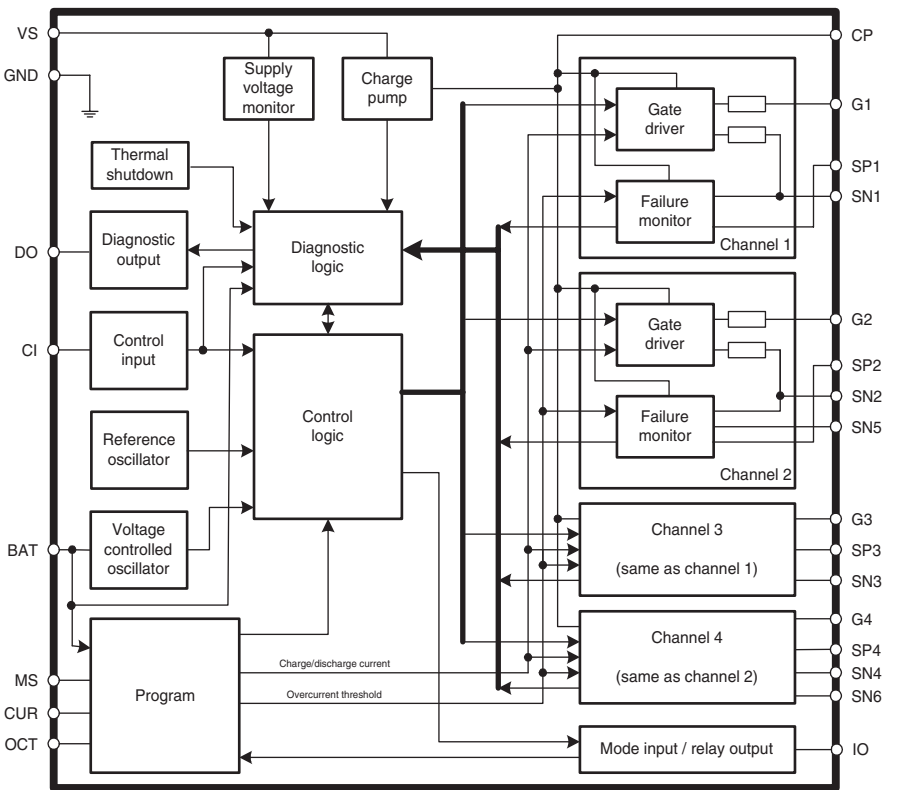 VS
GND
DO
CI
BAT
MS
CUR
OCT
Supply
voltage
monitor
Charge
pump
Thermal
shutdown
Diagnostic
output
Diagnostic
logic
Control
input
Control
logic
Reference
oscillator
Voltage
controlled
oscillator
Program
Charge/discharge current
Overcurrent threshold
Gate
driver
Failure
monitor
Channel 1
Gate
driver
Failure
monitor
Channel 2
Channel 3
(same as channel 1)
Channel 4
(same as channel 2)
Mode input / relay output
CP
G1
SP1
SN1
G2
SP2
SN2
SN5
G3
SP3
SN3
G4
SP4
SN4
SN6
IO